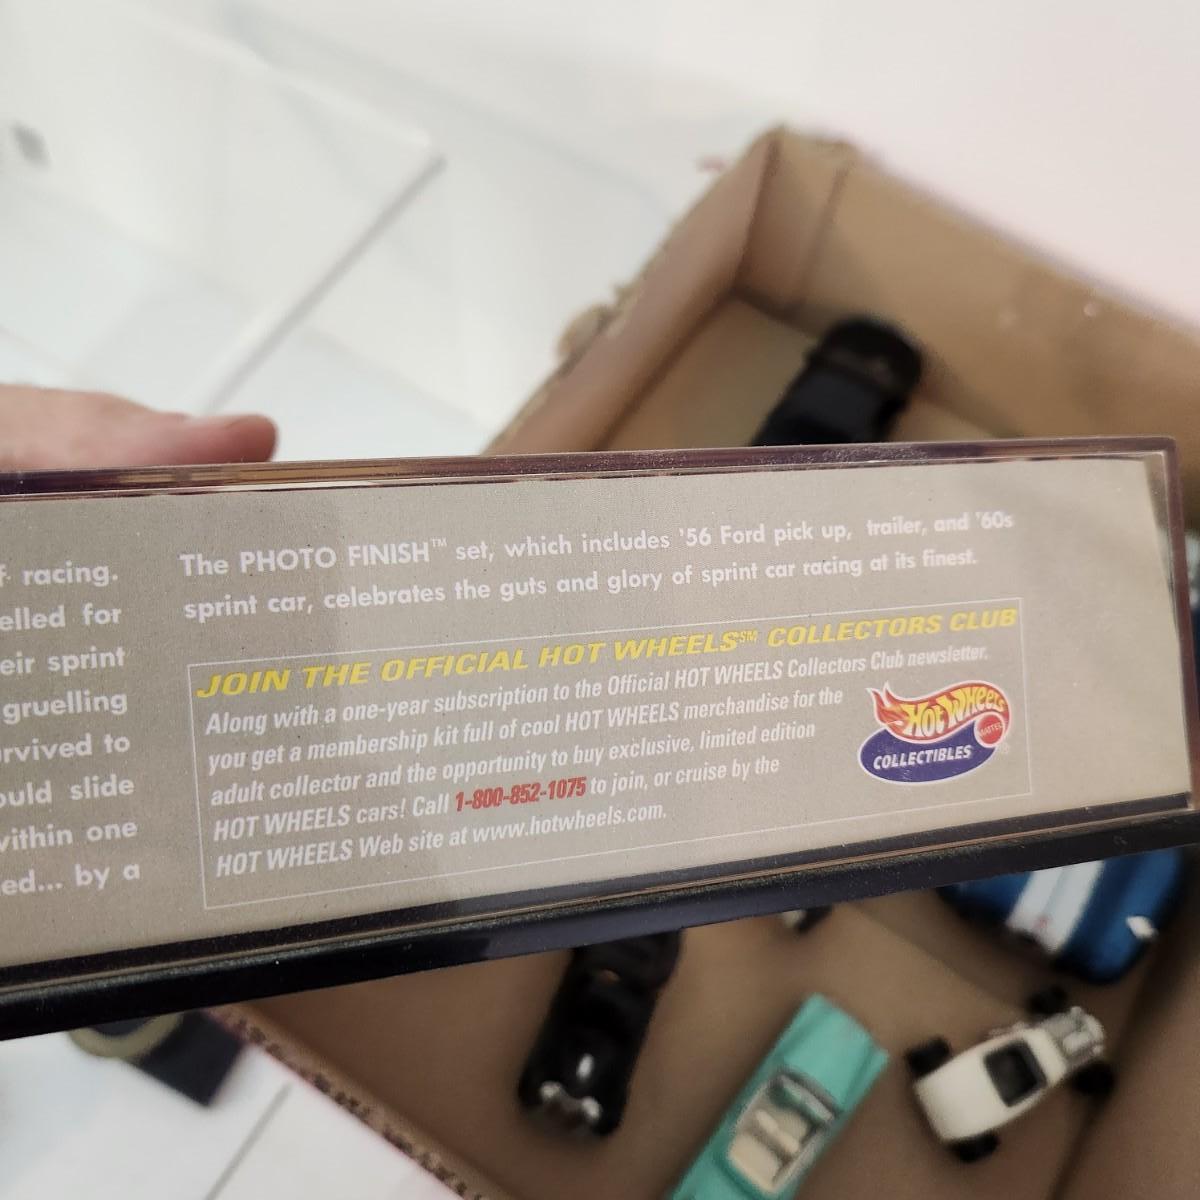 racing.
elled for
eir sprint
gruelling
rvived to
ould slide
within one
ed... by a
The PHOTO FINISH™ set, which includes '56 Ford pick up, trailer, and '60s
sprint car, celebrates the guts and glory of sprint car racing at its finest.
JOIN THE OFFICIAL HOT WHEELS℠ COLLECTORS CLUB
Along with a one-year subscription to the Official HOT WHEELS Collectors Club newsletter,
you get a membership kit full of cool HOT WHEELS merchandise for the
adult collector and the opportunity to buy exclusive, limited edition
HOT WHEELS cars! Call 1-800-852-1075 to join, or cruise by the
HOT WHEELS Web site at www.hotwheels.com.
Hot Wheels
MATTEL
COLLECTIBLES